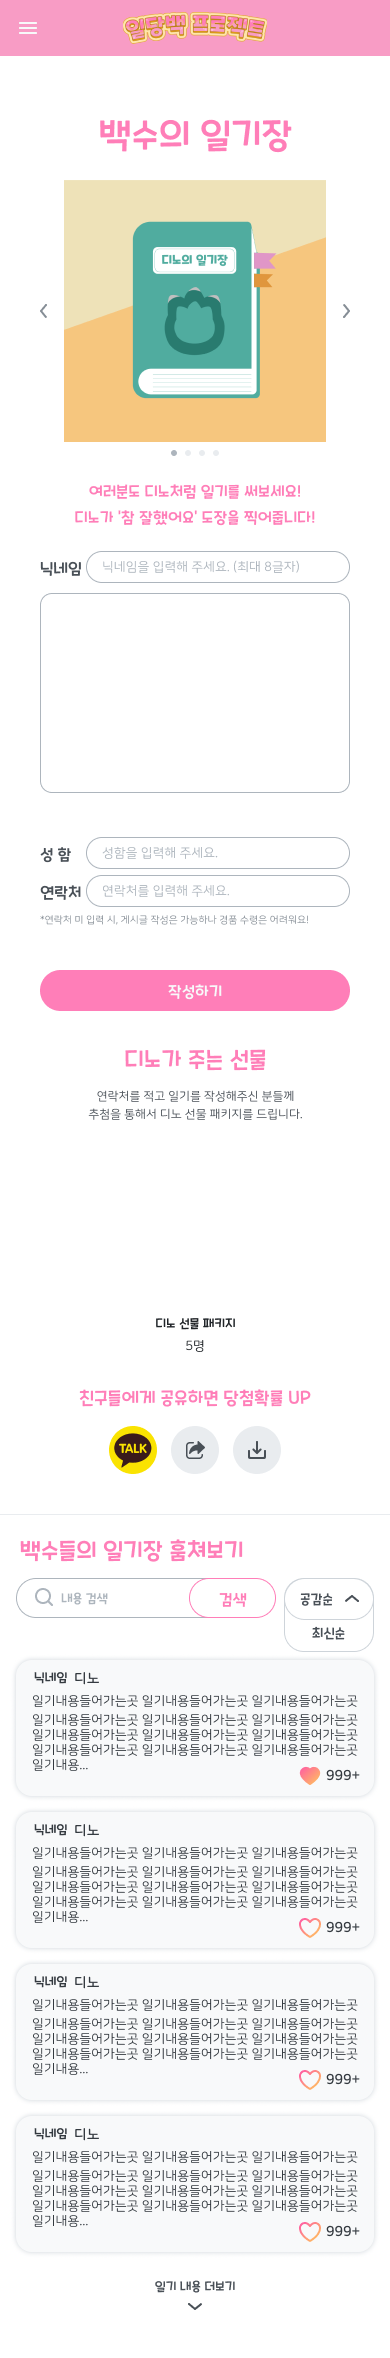 일당백 프로젝트
백수의 일기장
디노의 일기장
여러분도 디노처럼 일기를 써보세요!
디노가 '참 잘했어요' 도장을 찍어줍니다!
닉네임 닉네임을 입력해 주세요. (최대 8글자)
성 함 성함을 입력해 주세요.
연락처 연락처를 입력해 주세요.
*연락처 미 입력 시, 게시글 작성은 가능하나 경품 수령은 어려워요!
작성하기
디노가 주는 선물
연락처를 적고 일기를 작성해주신 분들께
추첨을 통해서 디노 선물 패키지를 드립니다.
디노 선물 패키지
5명
친구들에게 공유하면 당첨확률 UP
TALK
백수들의 일기장 훔쳐보기
내용 검색 검색 공감순
최신순
닉네임 디노
일기내용들어가는곳 일기내용들어가는곳 일기내용들어가는곳
일기내용들어가는곳 일기내용들어가는곳 일기내용들어가는곳
일기내용들어가는곳 일기내용들어가는곳 일기내용들어가는곳
일기내용들어가는곳 일기내용들어가는곳 일기내용들어가는곳
일기내용...
999+
닉네임 디노
일기내용들어가는곳 일기내용들어가는곳 일기내용들어가는곳
일기내용들어가는곳 일기내용들어가는곳 일기내용들어가는곳
일기내용들어가는곳 일기내용들어가는곳 일기내용들어가는곳
일기내용들어가는곳 일기내용들어가는곳 일기내용들어가는곳
일기내용...
999+
닉네임 디노
일기내용들어가는곳 일기내용들어가는곳 일기내용들어가는곳
일기내용들어가는곳 일기내용들어가는곳 일기내용들어가는곳
일기내용들어가는곳 일기내용들어가는곳 일기내용들어가는곳
일기내용들어가는곳 일기내용들어가는곳 일기내용들어가는곳
일기내용...
999+
닉네임 디노
일기내용들어가는곳 일기내용들어가는곳 일기내용들어가는곳
일기내용들어가는곳 일기내용들어가는곳 일기내용들어가는곳
일기내용들어가는곳 일기내용들어가는곳 일기내용들어가는곳
일기내용들어가는곳 일기내용들어가는곳 일기내용들어가는곳
일기내용...
999+
일기 내용 더보기